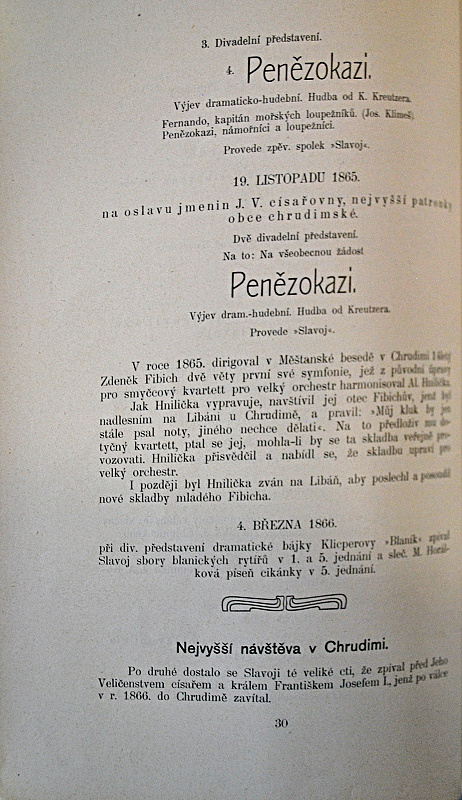 3. Divadelní představení.
4. Penězokazi.
Výjev dramaticko-hudební. Hudba od K. Kreutzera.
Fernando, kapitán mořských loupežníků. (Jos. Klimeš).
Penězokazi, námořníci a loupežníci.
Provede zpěv. spolek »Slavoj«.
19. LISTOPADU 1865.
na oslavu jmenin J. V. císařovny, nejvyšší patronky
obce chrudimské.
Dvě divadelní představení.
Na to: Na všeobecnou žádost
Penězokazi.
Výjev dram.-hudební. Hudba od Kreutzera.
Provede »Slavoj«.
V roce 1865. dirigoval v Měštanské besedě v Chrudimi
Zdeněk Fibich dvě věty první své symfonie, jež z původní úpravy
pro smyčcový kvartett pro velký orchestr harmonisoval Al. Hnilička.
Jak Hnilička vypravuje, navštívil jej otec Fibichův, jenž byl
nadlesním na Libáni u Chrudimě, a pravil: »Můj kluk by jen
stále psal noty, jiného nechce dělati«. Na to předloživ mu do-
tyčný kvartett, ptal se jej, mohla-li by se ta skladba veřejně pro-
vozovati. Hnilička přisvědčil a nabídl se, že skladbu upraví pro
velký orchestr.
I později byl Hnilička zván na Libáň, aby poslechl a posoudil
nové skladby mladého Fibicha.
4. BŘEZNA 1866.
při div. představení dramatické bájky Klicperovy »Blaník« zpíval
Slavoj sbory blanických rytířů v 1. a 5. jednání a sleč. M. Horál-
ková píseň cikánky v 5. jednání.
Nejvyšší návštěva v Chrudimi.
Po druhé dostalo se Slavoji té veliké cti, že zpíval před Jeho
Veličenstvem císařem a králem Františkem Josefem I., jenž po válce
v r. 1866. do Chrudimě zavítal.
30